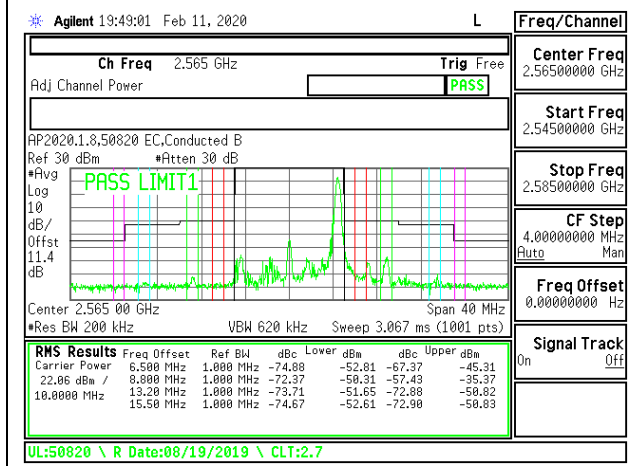 Agilent 19:49:01 Feb 11, 2020 L
Freq/Channel
Ch Freq 2.565 GHz Trig Free
Adj Channel Power PASS
Center Freq
2.56500000 GHz
Start Freq
2.54500000 GHz
AP2020.1.8,50820 EC,Conducted B
Ref 30 dBm #Atten 30 dB
#Avg
Log
10
dB/
Offst
11.4
dB
PASS LIMIT1
Stop Freq
2.58500000 GHz
CF Step
4.00000000 MHz
Auto Man
Freq Offset
0.00000000 Hz
Center 2.565 00 GHz Span 40 MHz
#Res BW 200 kHz VBW 620 kHz Sweep 3.067 ms (1001 pts)
Signal Track
On Off
RMS Results Freq Offset Ref BW dBc Lower dBm dBc Upper dBm
Carrier Power 6.500 MHz 1.000 MHz -74.88 -52.81 -67.37 -45.31
22.06 dBm / 8.800 MHz 1.000 MHz -72.37 -50.31 -57.43 -35.37
10.0000 MHz 13.20 MHz 1.000 MHz -73.71 -51.65 -72.88 -50.82
15.50 MHz 1.000 MHz -74.67 -52.61 -72.90 -50.83
UL:50820 \ R Date:08/19/2019 \ CLT:2.7